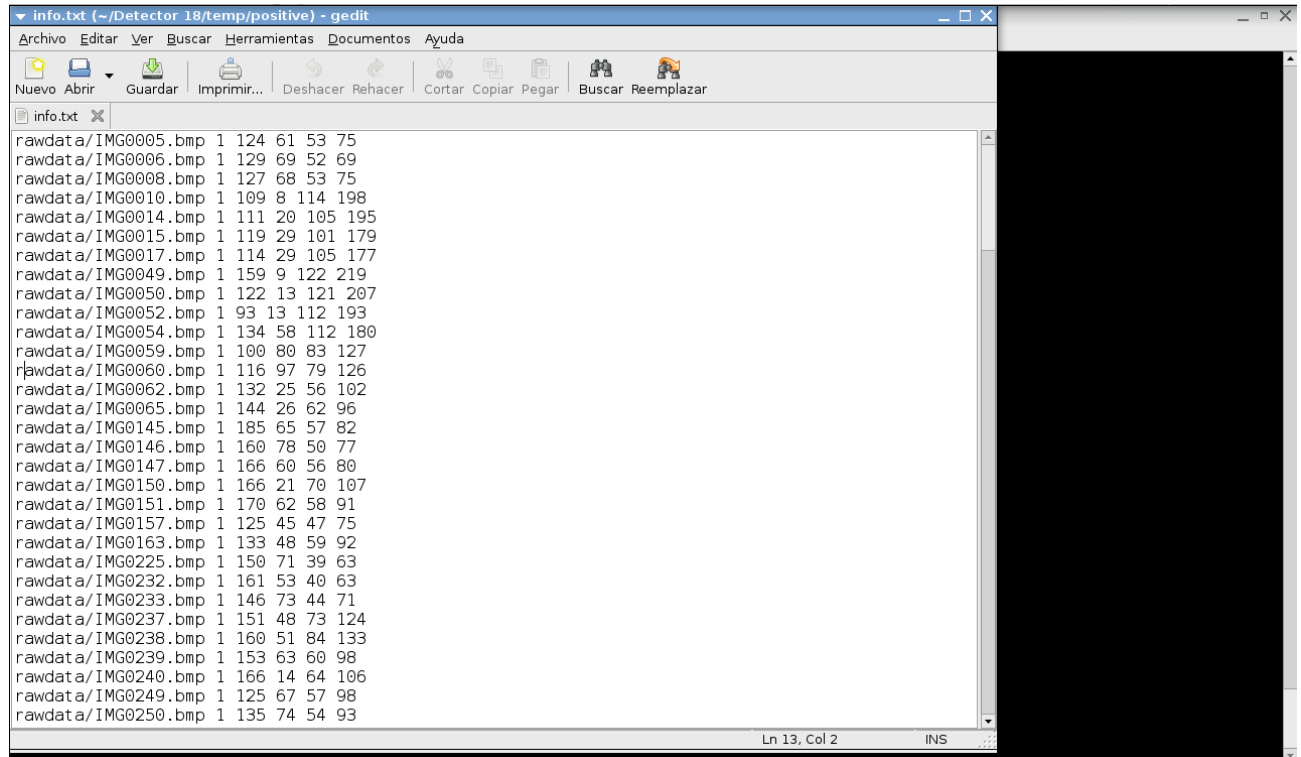 info.txt (~/Detector 18/temp/positive) - gedit
Archivo Editar Ver Buscar Herramientas Documentos Ayuda
Nuevo Abrir Guardar Imprimir... Deshacer Rehacer Cortar Copiar Pegar Buscar Reemplazar
info.txt
rawdata/IMG0005.bmp 1 124 61 53 75
rawdata/IMG0006.bmp 1 129 69 52 69
rawdata/IMG0008.bmp 1 127 68 53 75
rawdata/IMG0010.bmp 1 109 8 114 198
rawdata/IMG0014.bmp 1 111 20 105 195
rawdata/IMG0015.bmp 1 119 29 101 179
rawdata/IMG0017.bmp 1 114 29 105 177
rawdata/IMG0049.bmp 1 159 9 122 219
rawdata/IMG0050.bmp 1 122 13 121 207
rawdata/IMG0052.bmp 1 93 13 112 193
rawdata/IMG0054.bmp 1 134 58 112 180
rawdata/IMG0059.bmp 1 100 80 83 127
rawdata/IMG0060.bmp 1 116 97 79 126
rawdata/IMG0062.bmp 1 132 25 56 102
rawdata/IMG0065.bmp 1 144 26 62 96
rawdata/IMG0145.bmp 1 185 65 57 82
rawdata/IMG0146.bmp 1 160 78 50 77
rawdata/IMG0147.bmp 1 166 60 56 80
rawdata/IMG0150.bmp 1 166 21 70 107
rawdata/IMG0151.bmp 1 170 62 58 91
rawdata/IMG0157.bmp 1 125 45 47 75
rawdata/IMG0163.bmp 1 133 48 59 92
rawdata/IMG0225.bmp 1 150 71 39 63
rawdata/IMG0232.bmp 1 161 53 40 63
rawdata/IMG0233.bmp 1 146 73 44 71
rawdata/IMG0237.bmp 1 151 48 73 124
rawdata/IMG0238.bmp 1 160 51 84 133
rawdata/IMG0239.bmp 1 153 63 60 98
rawdata/IMG0240.bmp 1 166 14 64 106
rawdata/IMG0249.bmp 1 125 67 57 98
rawdata/IMG0250.bmp 1 135 74 54 93
Ln 13, Col 2 INS